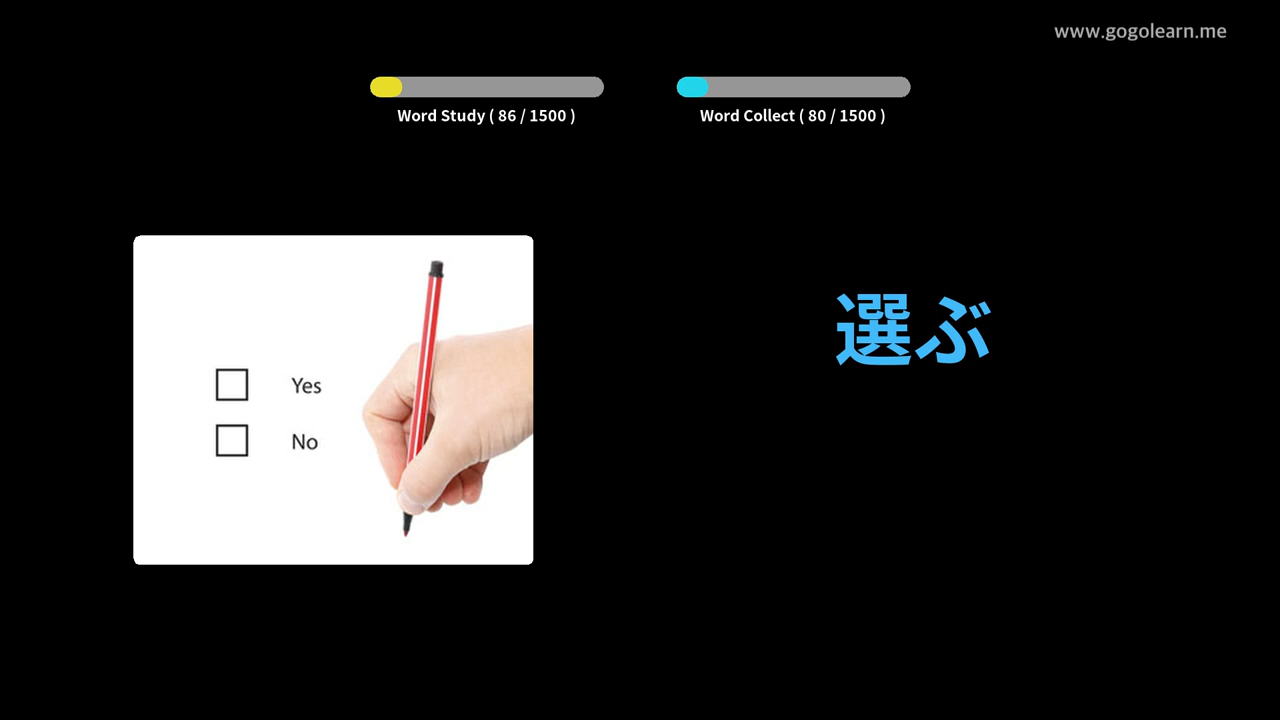 www.gogolearn.me
Word Study ( 86 / 1500 )
Word Collect ( 80 / 1500 )
Yes
No
選ぶ